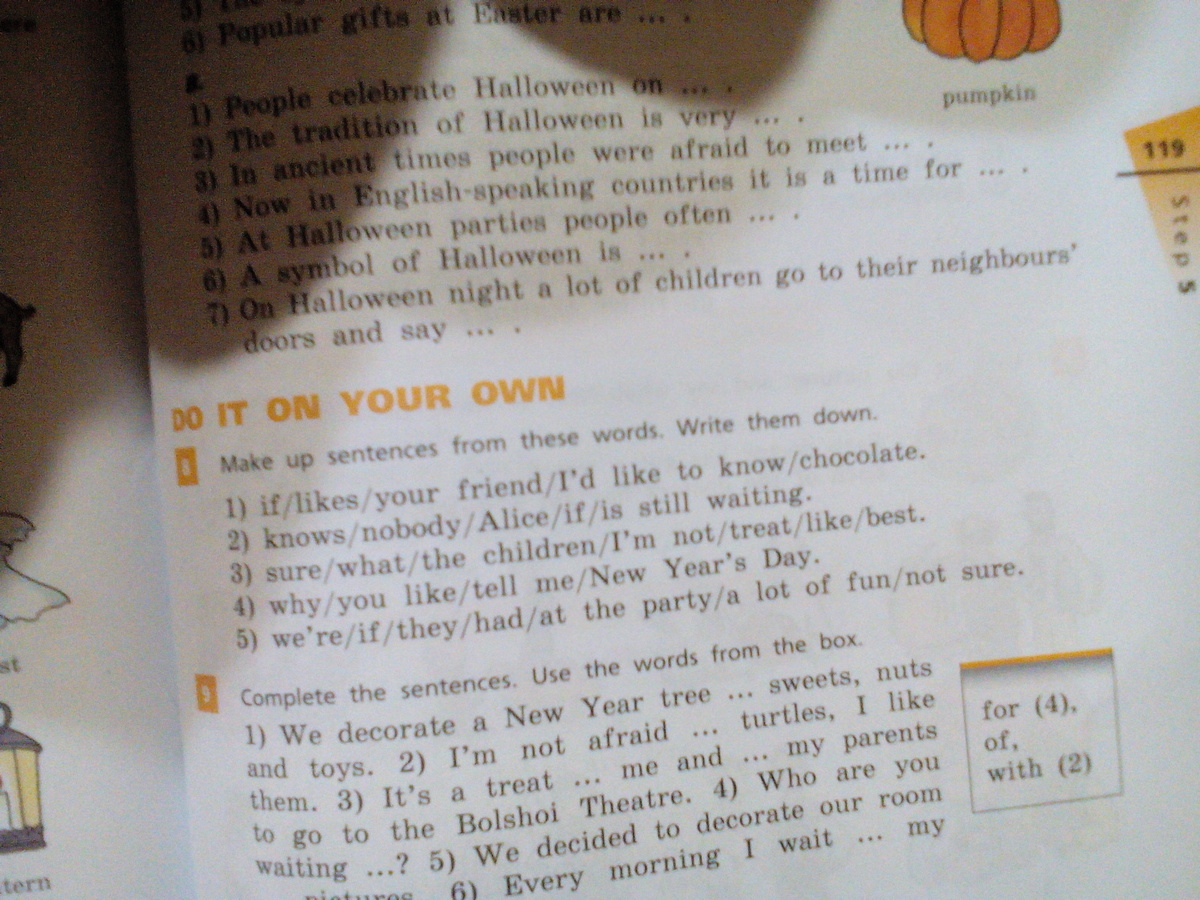 ere
5) The
6) Popular gifts at Easter are ... .
pumpkin
1) People celebrate Halloween on ... .
2) The tradition of Halloween is very ... .
3) In ancient times people were afraid to meet ... .
4) Now in English-speaking countries it is a time for ... .
5) At Halloween parties people often ... .
6) A symbol of Halloween is ... .
7) On Halloween night a lot of children go to their neighbours'
doors and say ... .
119
Step 5
DO IT ON YOUR OWN
8 Make up sentences from these words. Write them down.
1) if/likes/your friend/I'd like to know/chocolate.
2) knows/nobody/Alice/if/is still waiting.
3) sure/what/the children/I'm not/treat/like/best.
4) why/you like/tell me/New Year's Day.
5) we're/if/they/had/at the party/a lot of fun/not sure.
st
9 Complete the sentences. Use the words from the box.
1) We decorate a New Year tree ... sweets, nuts
and toys. 2) I'm not afraid ... turtles, I like
them. 3) It's a treat ... me and ... my parents
to go to the Bolshoi Theatre. 4) Who are you
waiting ...? 5) We decided to decorate our room
pictures. 6) Every morning I wait ... my
for (4),
of,
with (2)
tern